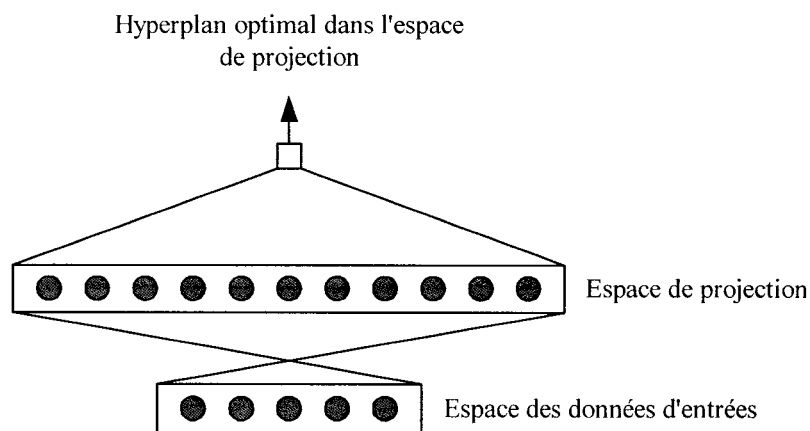 Hyperplan optimal dans l'espace
de projection
Espace de projection
Espace des données d'entrées